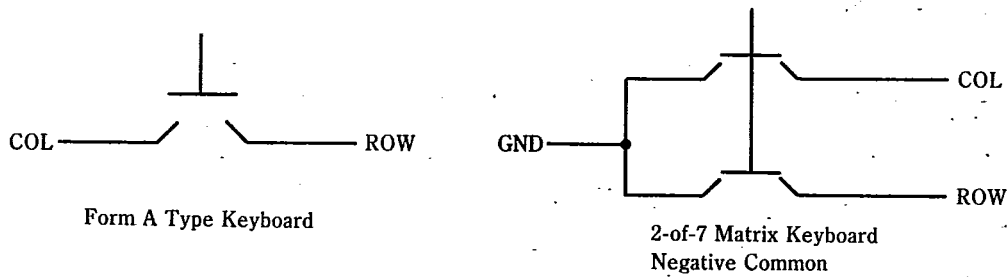 COL
ROW
Form A Type Keyboard
GND
COL
ROW
2-of-7 Matrix Keyboard
Negative Common